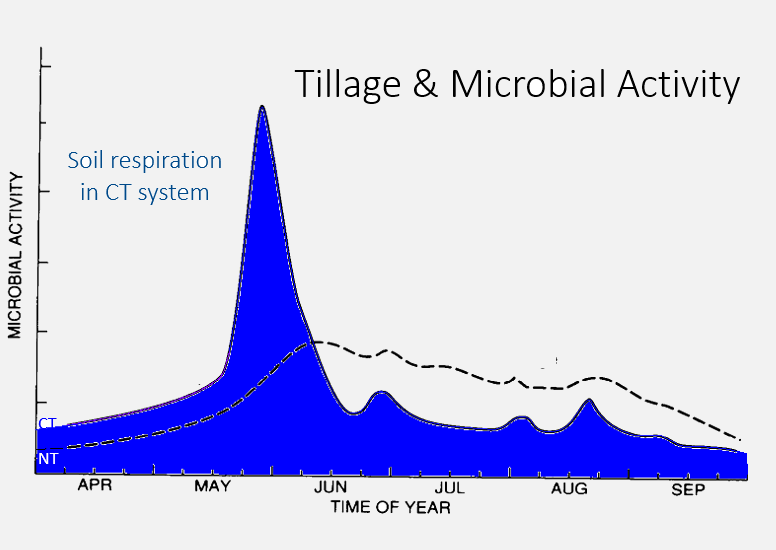 Tillage & Microbial Activity
Soil respiration
in CT system
MICROBIAL ACTIVITY
CT
NT
APR MAY JUN JUL AUG SEP
TIME OF YEAR